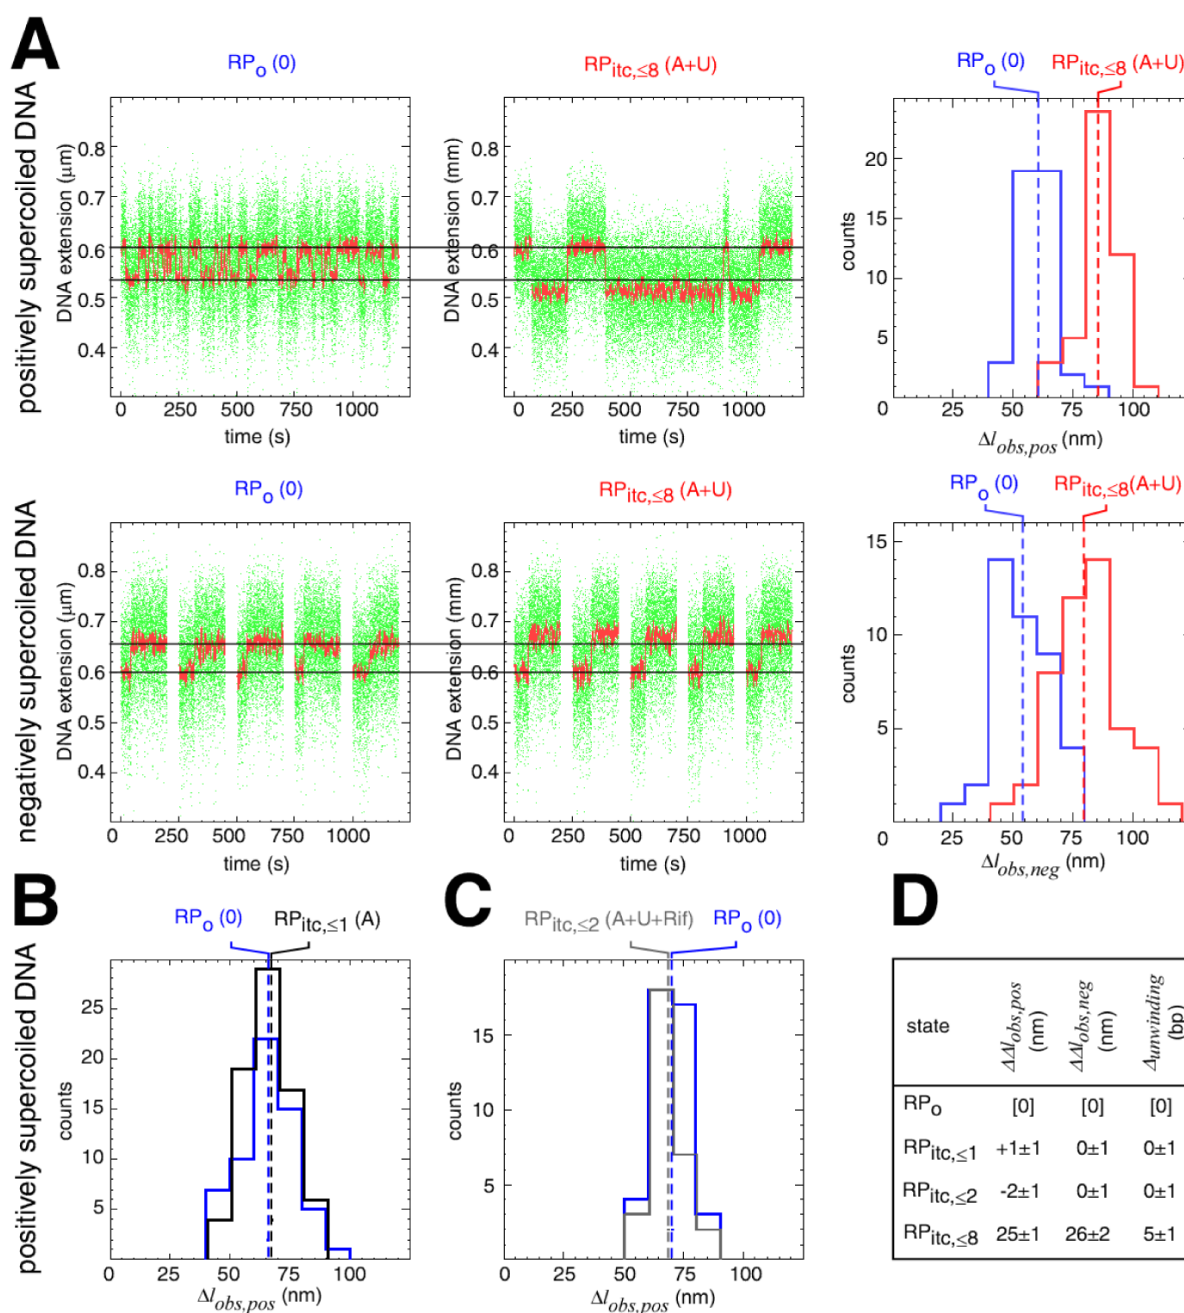 A
positively supercoiled DNA
RPo (0)
DNA extension (μm)
0.8
0.7
0.6
0.5
0.4
0 250 500 750 1000
time (s)
RPitc,≤8 (A+U)
DNA extension (mm)
0.8
0.7
0.6
0.5
0.4
0 250 500 750 1000
time (s)
RPo (0) RPitc,≤8 (A+U)
counts
20
15
10
5
0 25 50 75 100
Δlobs,pos (nm)
negatively supercoiled DNA
RPo (0)
DNA extension (μm)
0.8
0.7
0.6
0.5
0.4
0 250 500 750 1000
time (s)
RPitc,≤8 (A+U)
DNA extension (mm)
0.8
0.7
0.6
0.5
0.4
0 250 500 750 1000
time (s)
RPo (0) RPitc,≤8(A+U)
counts
15
10
5
0 25 50 75 100
Δlobs,neg (nm)
B
positively supercoiled DNA
RPo (0) RPitc,≤1 (A)
counts
25
20
15
10
5
0 25 50 75 100
Δlobs,pos (nm)
C
RPitc,≤2 (A+U+Rif) RPo (0)
counts
15
10
5
0 25 50 75 100
Δlobs,pos (nm)
D
state ΔΔlobs,pos (nm) ΔΔlobs,neg (nm) Δunwinding (bp)
RPo [0] [0] [0]
RPitc,≤1 +1±1 0±1 0±1
RPitc,≤2 -2±1 0±1 0±1
RPitc,≤8 25±1 26±2 5±1